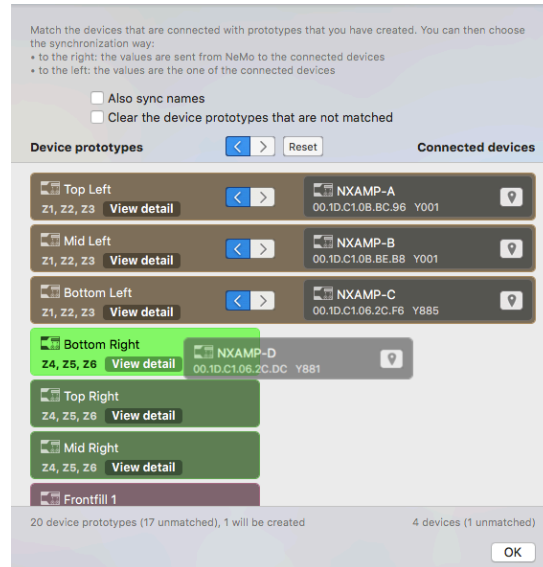 Match the devices that are connected with prototypes that you have created. You can then choose
the synchronization way:
• to the right: the values are sent from NeMo to the connected devices
• to the left: the values are the one of the connected devices
Also sync names
Clear the device prototypes that are not matched
Device prototypes < > Reset Connected devices
Top Left < > NXAMP-A
Z1, Z2, Z3 View detail 00.1D.C1.0B.BC.96 Y001
Mid Left < > NXAMP-B
Z1, Z2, Z3 View detail 00.1D.C1.0B.BE.B8 Y001
Bottom Left < > NXAMP-C
Z1, Z2, Z3 View detail 00.1D.C1.06.2C.F6 Y885
Bottom Right NXAMP-D
Z4, Z5, Z6 View detail 00.1D.C1.06.2C.DC Y881
Top Right
Z4, Z5, Z6 View detail
Mid Right
Z4, Z5, Z6 View detail
Frontfill 1
20 device prototypes (17 unmatched), 1 will be created 4 devices (1 unmatched)
OK